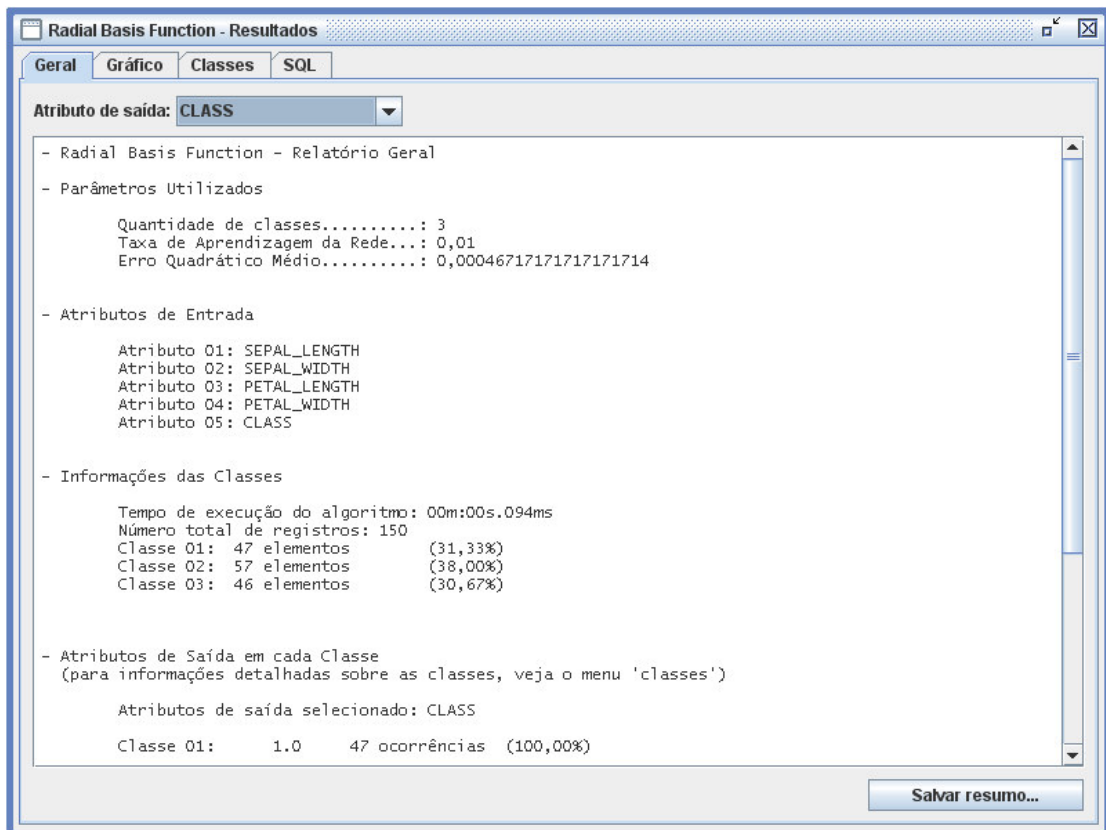 Radial Basis Function - Resultados
Geral Gráfico Classes SQL
Atributo de saída: CLASS
- Radial Basis Function - Relatório Geral
- Parâmetros Utilizados
Quantidade de classes..........: 3
Taxa de Aprendizagem da Rede...: 0,01
Erro Quadrático Médio..........: 0,00046717171717171714
- Atributos de Entrada
Atributo 01: SEPAL_LENGTH
Atributo 02: SEPAL_WIDTH
Atributo 03: PETAL_LENGTH
Atributo 04: PETAL_WIDTH
Atributo 05: CLASS
- Informações das Classes
Tempo de execução do algoritmo: 00m:00s.094ms
Número total de registros: 150
Classe 01: 47 elementos (31,33%)
Classe 02: 57 elementos (38,00%)
Classe 03: 46 elementos (30,67%)
- Atributos de Saída em cada Classe
(para informações detalhadas sobre as classes, veja o menu 'classes')
Atributos de saída selecionado: CLASS
Classe 01: 1.0 47 ocorrências (100,00%)
Salvar resumo...